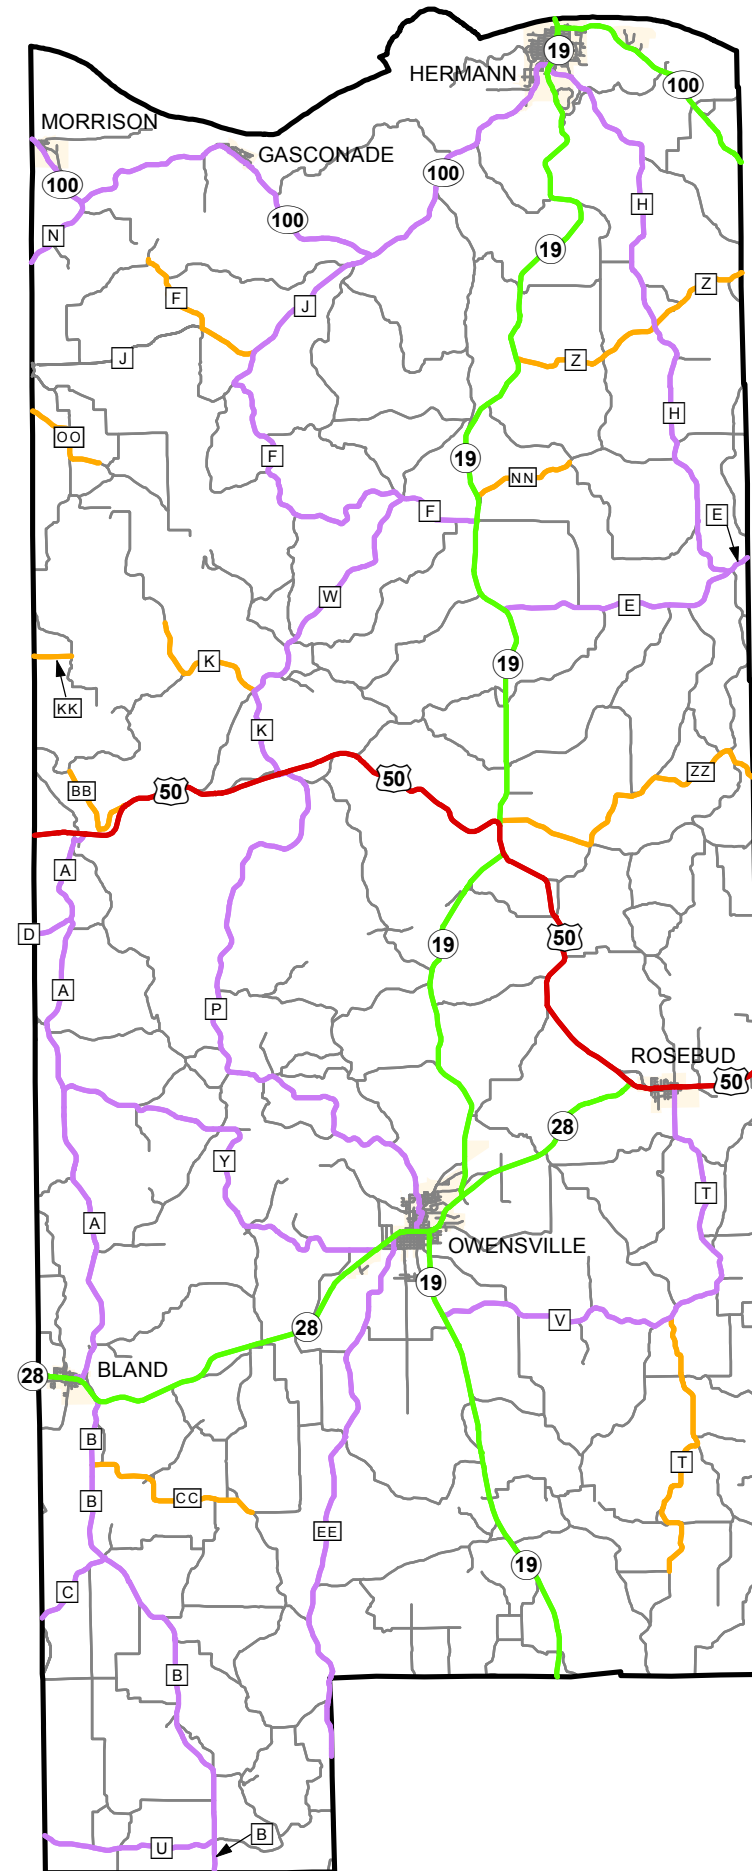 19
HERMANN
100
MORRISON
GASCONADE
100
100
H
100
N
19
Z
F
J
J
Z
H
OO
F
19
NN
F
E
W
E
K
19
KK
K
ZZ
50
50
BB
A
D
50
19
A
P
ROSEBUD
50
28
Y
T
A
OWENSVILLE
19
V
28
BLAND
28
B
T
CC
B
EE
19
C
B
B
U